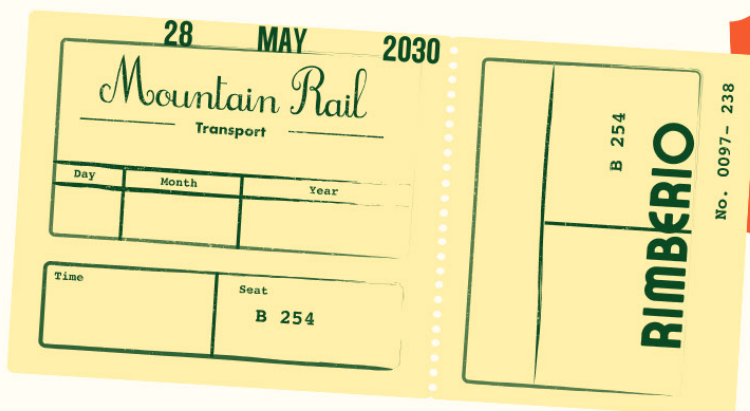 28 MAY 2030
Mountain Rail
Transport
Day Month Year
Time
Seat
B 254
B 254
RIMBERIO
No. 0097- 238